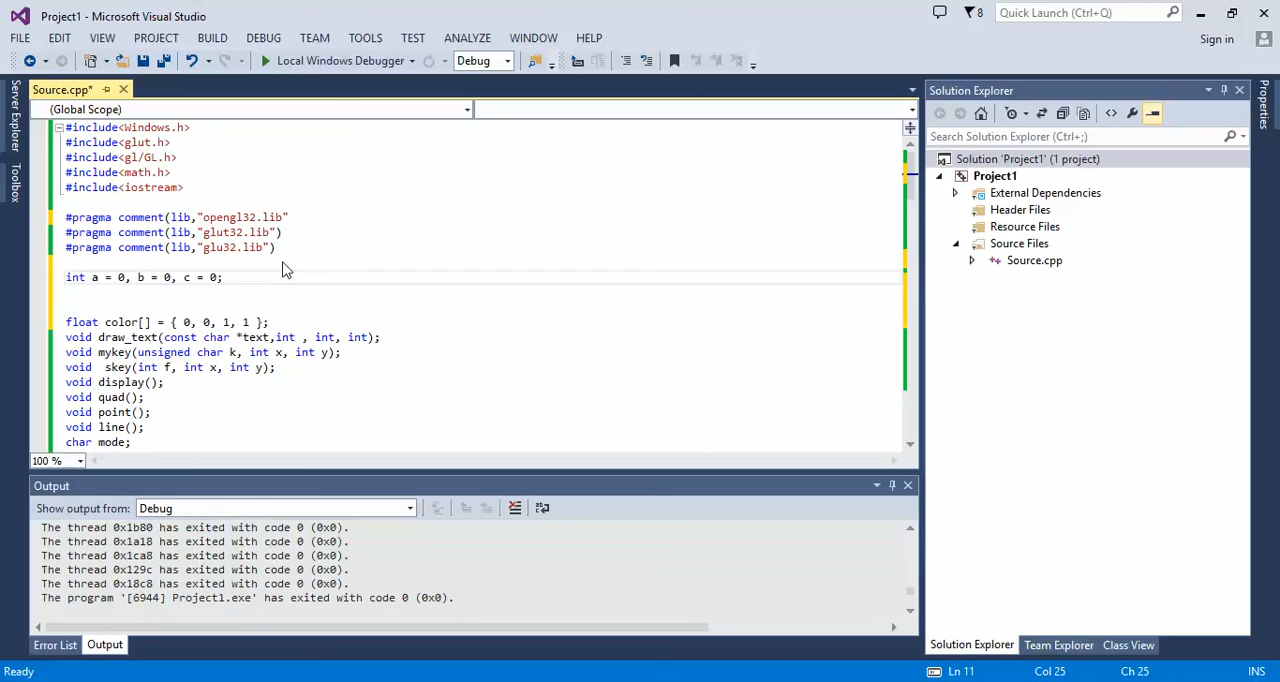 Project1 - Microsoft Visual Studio
8
Quick Launch (Ctrl+Q)
FILE EDIT VIEW PROJECT BUILD DEBUG TEAM TOOLS TEST ANALYZE WINDOW HELP
Sign in
Local Windows Debugger Debug
Server Explorer
Toolbox
Source.cpp*
(Global Scope)
#include<Windows.h>
#include<glut.h>
#include<gl/GL.h>
#include<math.h>
#include<iostream>
#pragma comment(lib,"opengl32.lib"
#pragma comment(lib,"glut32.lib")
#pragma comment(lib,"glu32.lib")
int a = 0, b = 0, c = 0;
float color[] = { 0, 0, 1, 1 };
void draw_text(const char *text,int , int, int);
void mykey(unsigned char k, int x, int y);
void  skey(int f, int x, int y);
void display();
void quad();
void point();
void line();
char mode;
100 %
Output
Show output from: Debug
The thread 0x1b80 has exited with code 0 (0x0).
The thread 0x1a18 has exited with code 0 (0x0).
The thread 0x1ca8 has exited with code 0 (0x0).
The thread 0x129c has exited with code 0 (0x0).
The thread 0x18c8 has exited with code 0 (0x0).
The program '[6944] Project1.exe' has exited with code 0 (0x0).
Error List Output
Solution Explorer
Search Solution Explorer (Ctrl+;)
Solution 'Project1' (1 project)
Project1
External Dependencies
Header Files
Resource Files
Source Files
Source.cpp
Solution Explorer Team Explorer Class View
Properties
Ready Ln 11 Col 25 Ch 25 INS